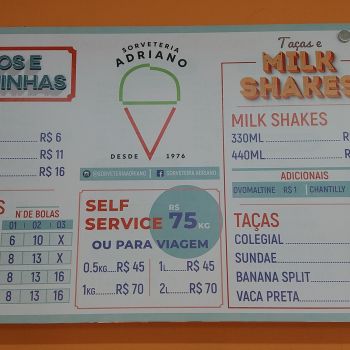 OS E
TINHAS
R$ 6
R$ 11
R$ 16
S N DE BOLAS
01 02 03
6 10 X
8 13 X
8 13 16
8 13 16
SORVETERIA
ADRIANO
DESDE 1976
@SORVETERIAADRIANO SORVETERIA ADRIANO
SELF
SERVICE
R$
75
KG
OU PARA VIAGEM
0.5KG.....R$ 45 1L.....R$ 45
1KG.....R$ 70 2L.....R$ 70
Taças e
MILK
SHAKES
MILK SHAKES
330ML
440ML
ADICIONAIS
OVOMALTINE R$ 1 CHANTILLY
TAÇAS
COLEGIAL
SUNDAE
BANANA SPLIT
VACA PRETA